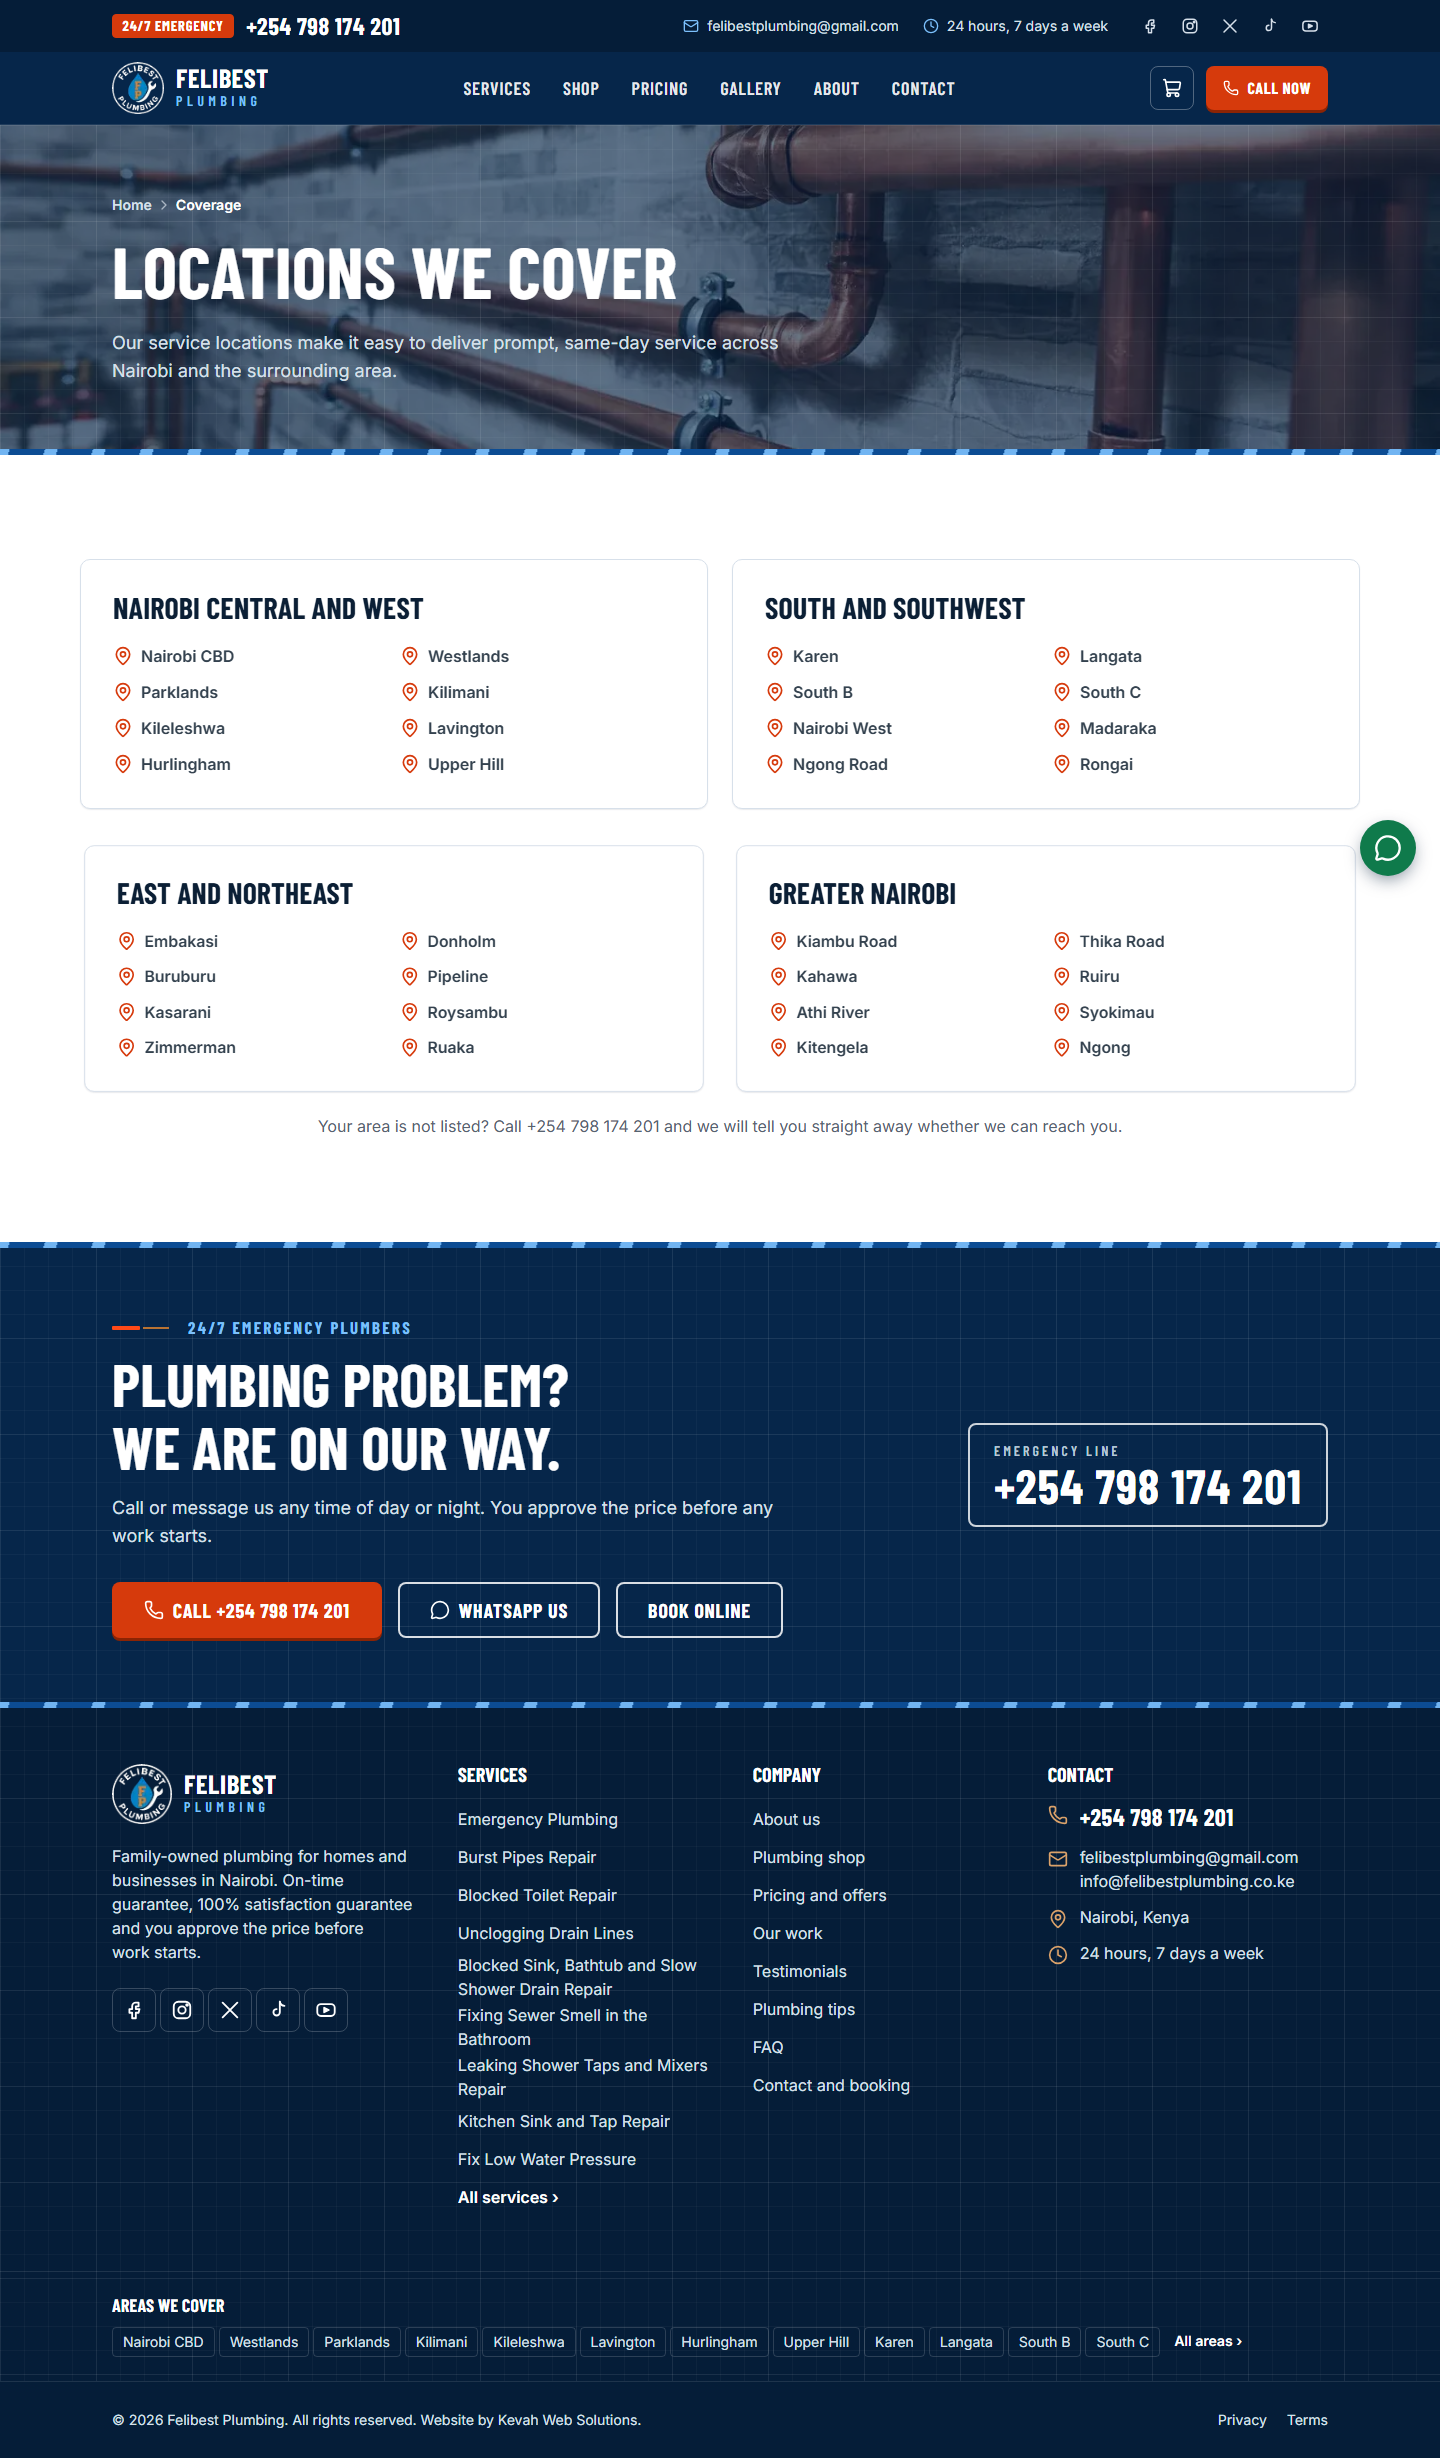 24/7 EMERGENCY +254 798 174 201 felibestplumbing@gmail.com 24 hours, 7 days a week
FELIBEST PLUMBING
FELIBEST
PLUMBING
SERVICES SHOP PRICING GALLERY ABOUT CONTACT
CALL NOW
Home > Coverage
LOCATIONS WE COVER
Our service locations make it easy to deliver prompt, same-day service across
Nairobi and the surrounding area.
NAIROBI CENTRAL AND WEST
Nairobi CBD Westlands
Parklands Kilimani
Kileleshwa Lavington
Hurlingham Upper Hill
SOUTH AND SOUTHWEST
Karen Langata
South B South C
Nairobi West Madaraka
Ngong Road Rongai
EAST AND NORTHEAST
Embakasi Donholm
Buruburu Pipeline
Kasarani Roysambu
Zimmerman Ruaka
GREATER NAIROBI
Kiambu Road Thika Road
Kahawa Ruiru
Athi River Syokimau
Kitengela Ngong
Your area is not listed? Call +254 798 174 201 and we will tell you straight away whether we can reach you.
24/7 EMERGENCY PLUMBERS
PLUMBING PROBLEM?
WE ARE ON OUR WAY.
Call or message us any time of day or night. You approve the price before any
work starts.
CALL +254 798 174 201 WHATSAPP US BOOK ONLINE
EMERGENCY LINE
+254 798 174 201
FELIBEST PLUMBING
FELIBEST
PLUMBING
Family-owned plumbing for homes and
businesses in Nairobi. On-time
guarantee, 100% satisfaction guarantee
and you approve the price before
work starts.
SERVICES
Emergency Plumbing
Burst Pipes Repair
Blocked Toilet Repair
Unclogging Drain Lines
Blocked Sink, Bathtub and Slow
Shower Drain Repair
Fixing Sewer Smell in the
Bathroom
Leaking Shower Taps and Mixers
Repair
Kitchen Sink and Tap Repair
Fix Low Water Pressure
All services ›
COMPANY
About us
Plumbing shop
Pricing and offers
Our work
Testimonials
Plumbing tips
FAQ
Contact and booking
CONTACT
+254 798 174 201
felibestplumbing@gmail.com
info@felibestplumbing.co.ke
Nairobi, Kenya
24 hours, 7 days a week
AREAS WE COVER
Nairobi CBD Westlands Parklands Kilimani Kileleshwa Lavington Hurlingham Upper Hill Karen Langata South B South C All areas ›
© 2026 Felibest Plumbing. All rights reserved. Website by Kevah Web Solutions.
Privacy Terms